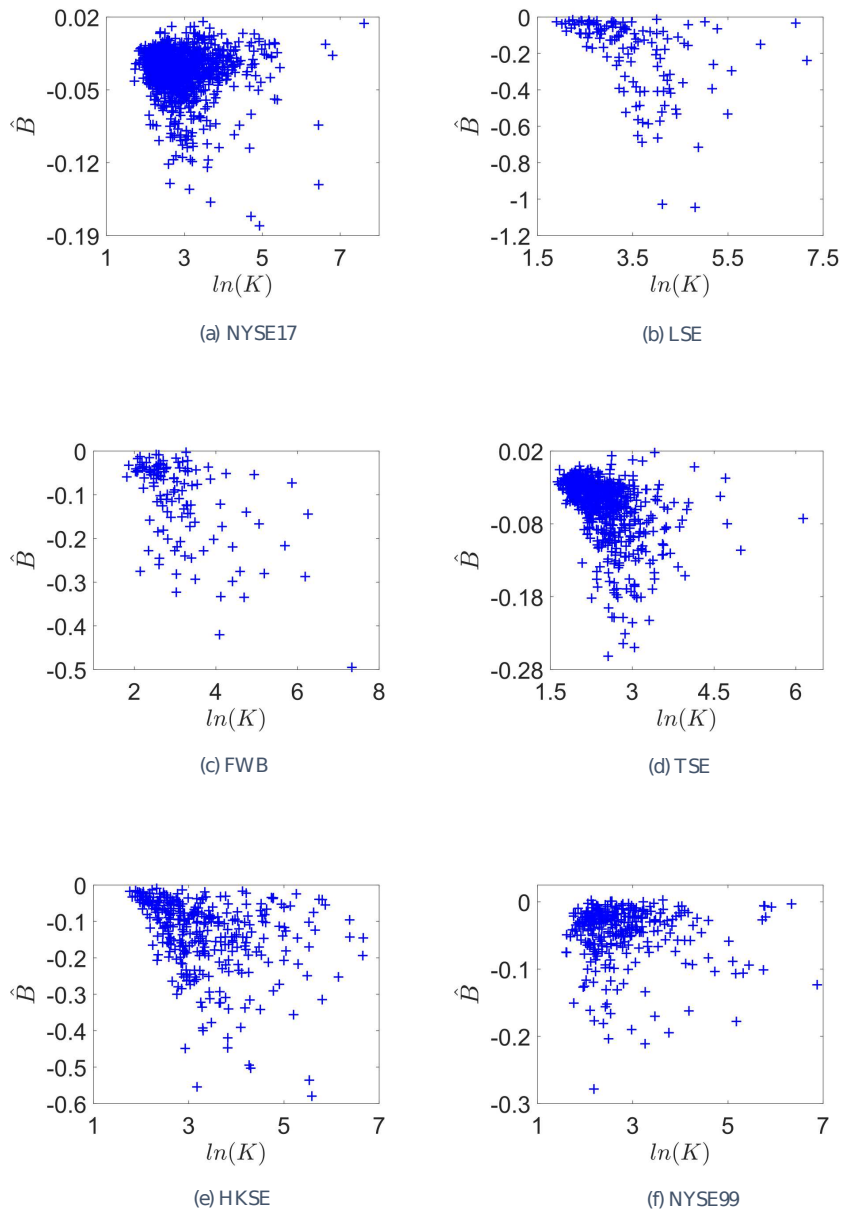 0.02
-0.05
-0.12
-0.19
B̂
1 3 5 7
ln(K)
(a) NYSE17
0
-0.2
-0.4
-0.6
-0.8
-1
-1.2
B̂
1.5 3.5 5.5 7.5
ln(K)
(b) LSE
0
-0.1
-0.2
-0.3
-0.4
-0.5
B̂
2 4 6 8
ln(K)
(c) FWB
0.02
-0.08
-0.18
-0.28
B̂
1.5 3 4.5 6
ln(K)
(d) TSE
0
-0.1
-0.2
-0.3
-0.4
-0.5
-0.6
B̂
1 3 5 7
ln(K)
(e) HKSE
0
-0.1
-0.2
-0.3
B̂
1 3 5 7
ln(K)
(f) NYSE99